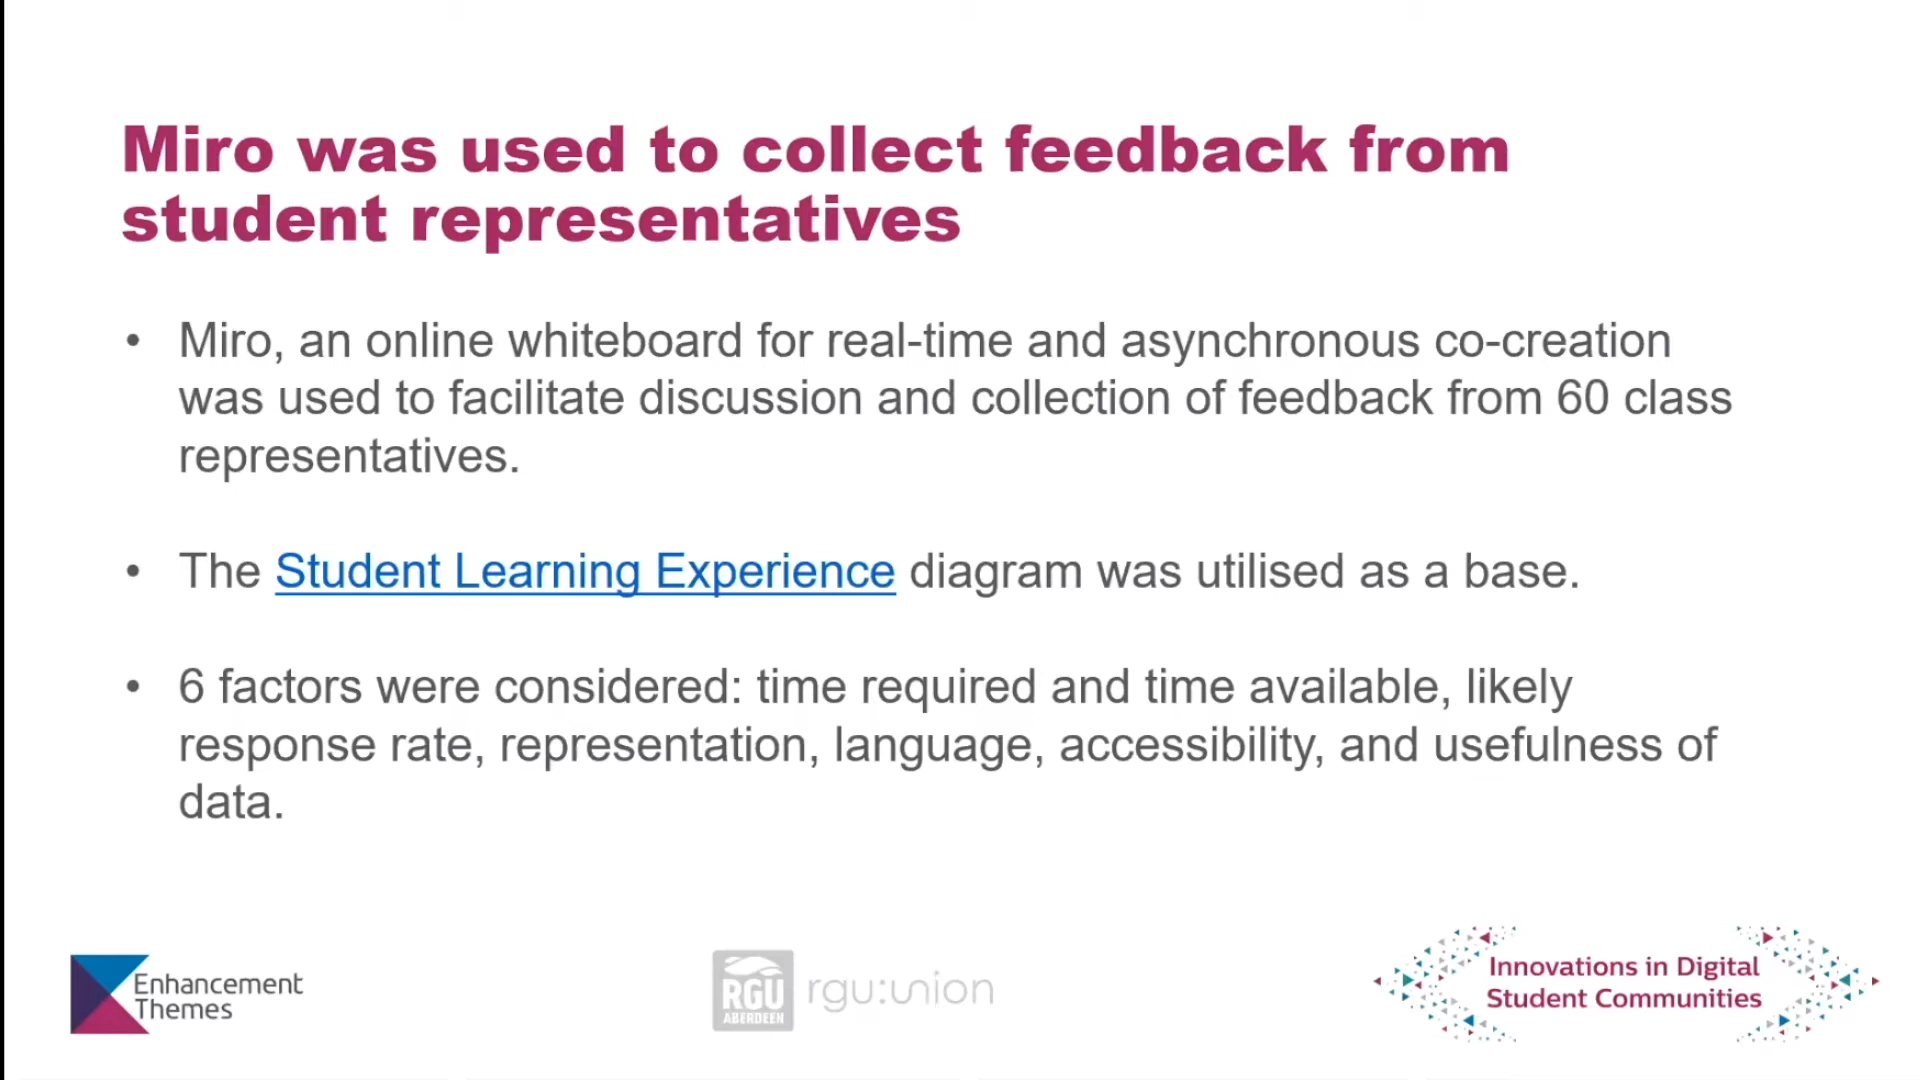 Miro was used to collect feedback from
student representatives
• Miro, an online whiteboard for real-time and asynchronous co-creation
was used to facilitate discussion and collection of feedback from 60 class
representatives.
• The Student Learning Experience diagram was utilised as a base.
• 6 factors were considered: time required and time available, likely
response rate, representation, language, accessibility, and usefulness of
data.
Enhancement
Themes
RGU
ABERDEEN
rgu:union
Innovations in Digital
Student Communities